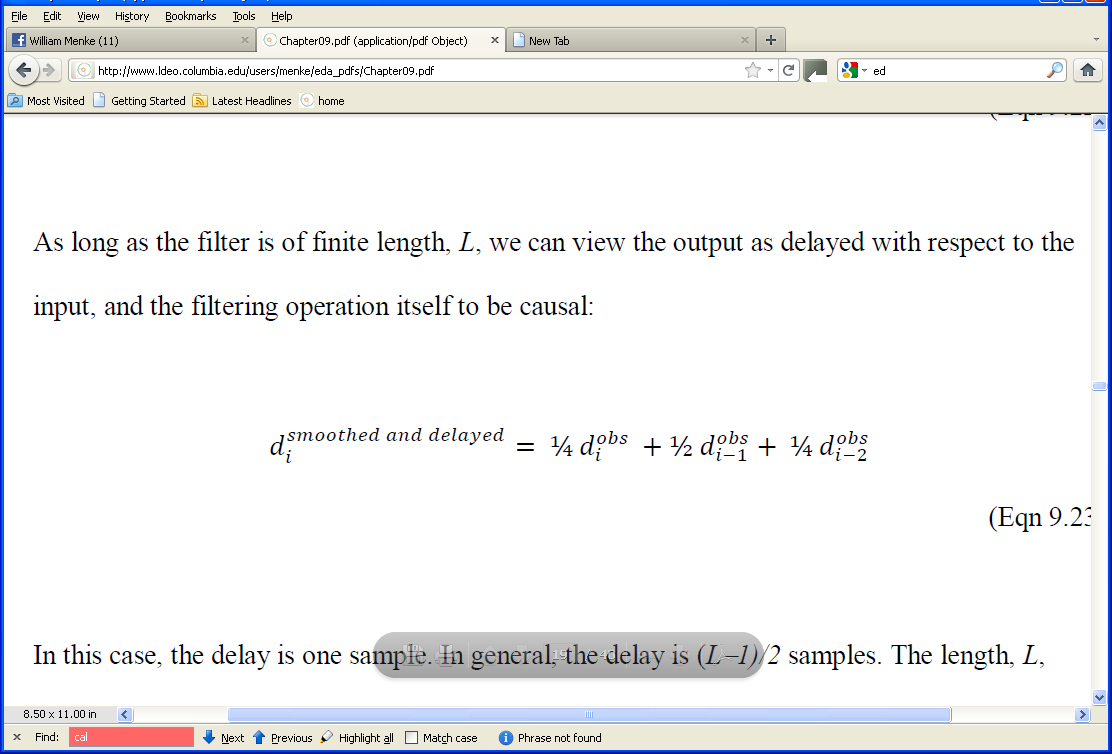 File Edit View History Bookmarks Tools Help
William Menke (11) × Chapter09.pdf (application/pdf Object) × New Tab × +
http://www.ldeo.columbia.edu/users/menke/eda_pdfs/Chapter09.pdf ed
Most Visited Getting Started Latest Headlines home
As long as the filter is of finite length, L, we can view the output as delayed with respect to the
input, and the filtering operation itself to be causal:
d_i^{smoothed and delayed} = ¼ d_i^{obs} + ½ d_{i−1}^{obs} + ¼ d_{i−2}^{obs}
(Eqn 9.23
In this case, the delay is one sample. In general, the delay is (L−1)/2 samples. The length, L,
8.50 x 11.00 in
× Find: cal Next Previous Highlight all Match case Phrase not found